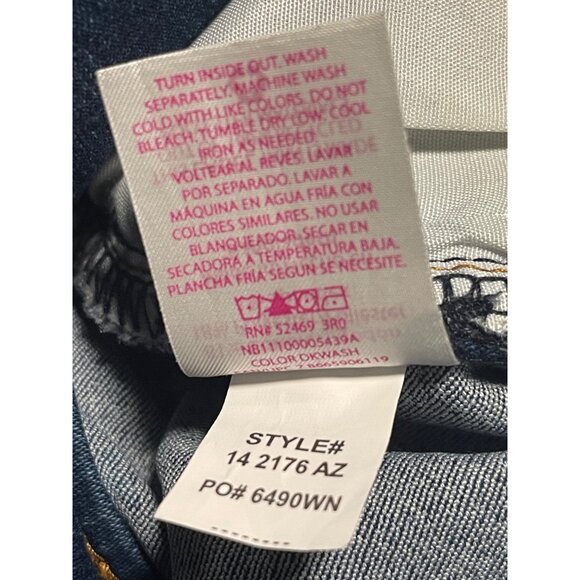 TURN INSIDE OUT. WASH
SEPARATELY. MACHINE WASH
COLD WITH LIKE COLORS. DO NOT
BLEACH. TUMBLE DRY LOW. COOL
IRON AS NEEDED.
VOLTEAR AL REVÉS. LAVAR
POR SEPARADO. LAVAR A
MÁQUINA EN AGUA FRÍA CON
COLORES SIMILARES. NO USAR
BLANQUEADOR. SECAR EN
SECADORA A TEMPERATURA BAJA.
PLANCHA FRÍA SEGÚN SE NECESITE.
RN# 52469 3R0
NB11100005439A
COLOR DKWASH
B665906119
STYLE#
14 2176 AZ
PO# 6490WN